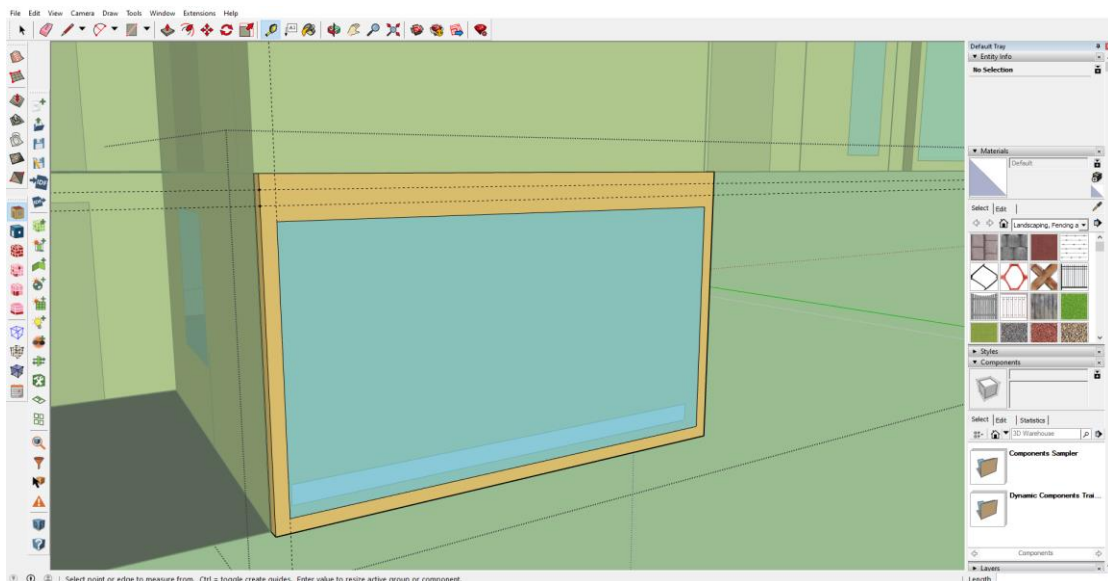 File Edit View Camera Draw Tools Window Extensions Help
Default Tray
Entity Info
No Selection
Materials
Default
Select Edit
Landscaping, Fencing a
Styles
Components
Select Edit Statistics
3D Warehouse
Components Sampler
Dynamic Components Trai...
Components
Layers
Select point or edge to measure from. Ctrl = toggle create guides. Enter value to resize active group or component.
Length